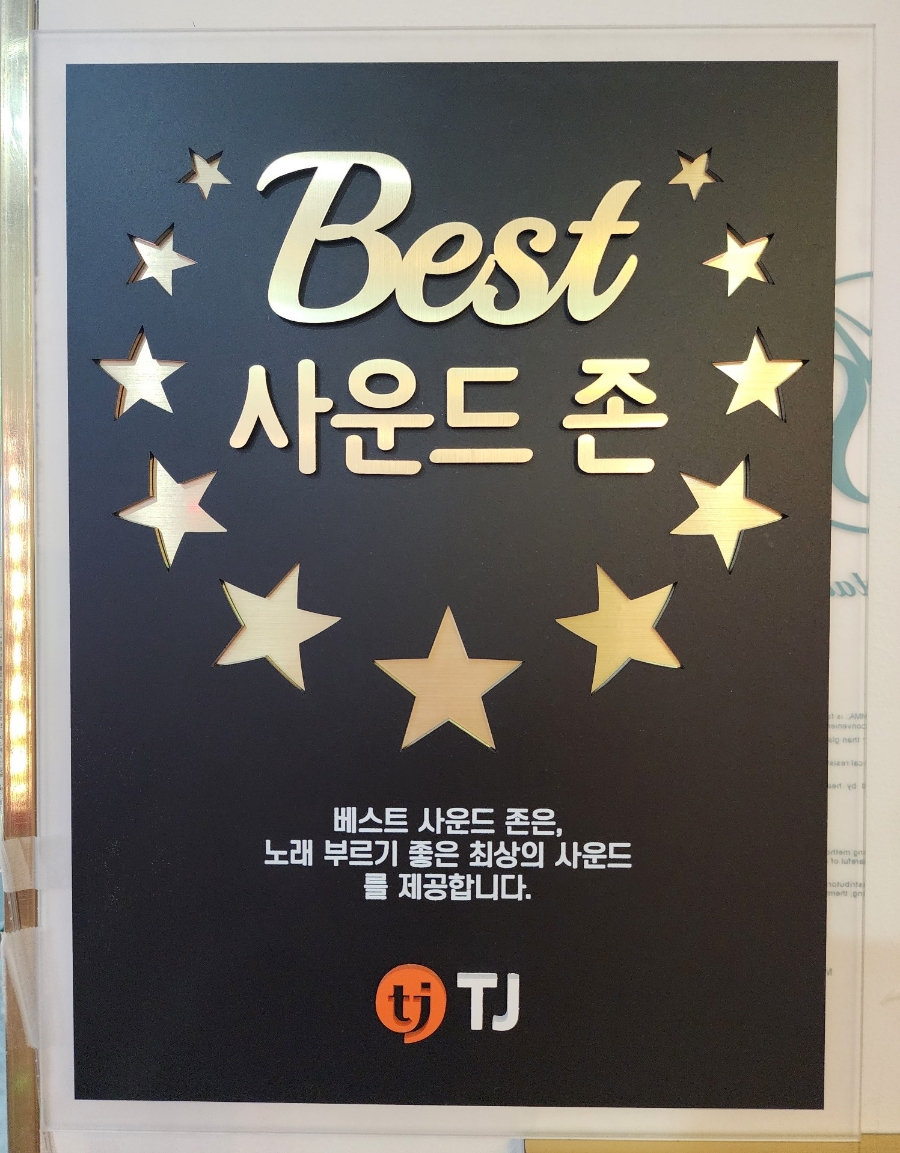 Best
사운드 존
베스트 사운드 존은,
노래 부르기 좋은 최상의 사운드
를 제공합니다.
tj TJ